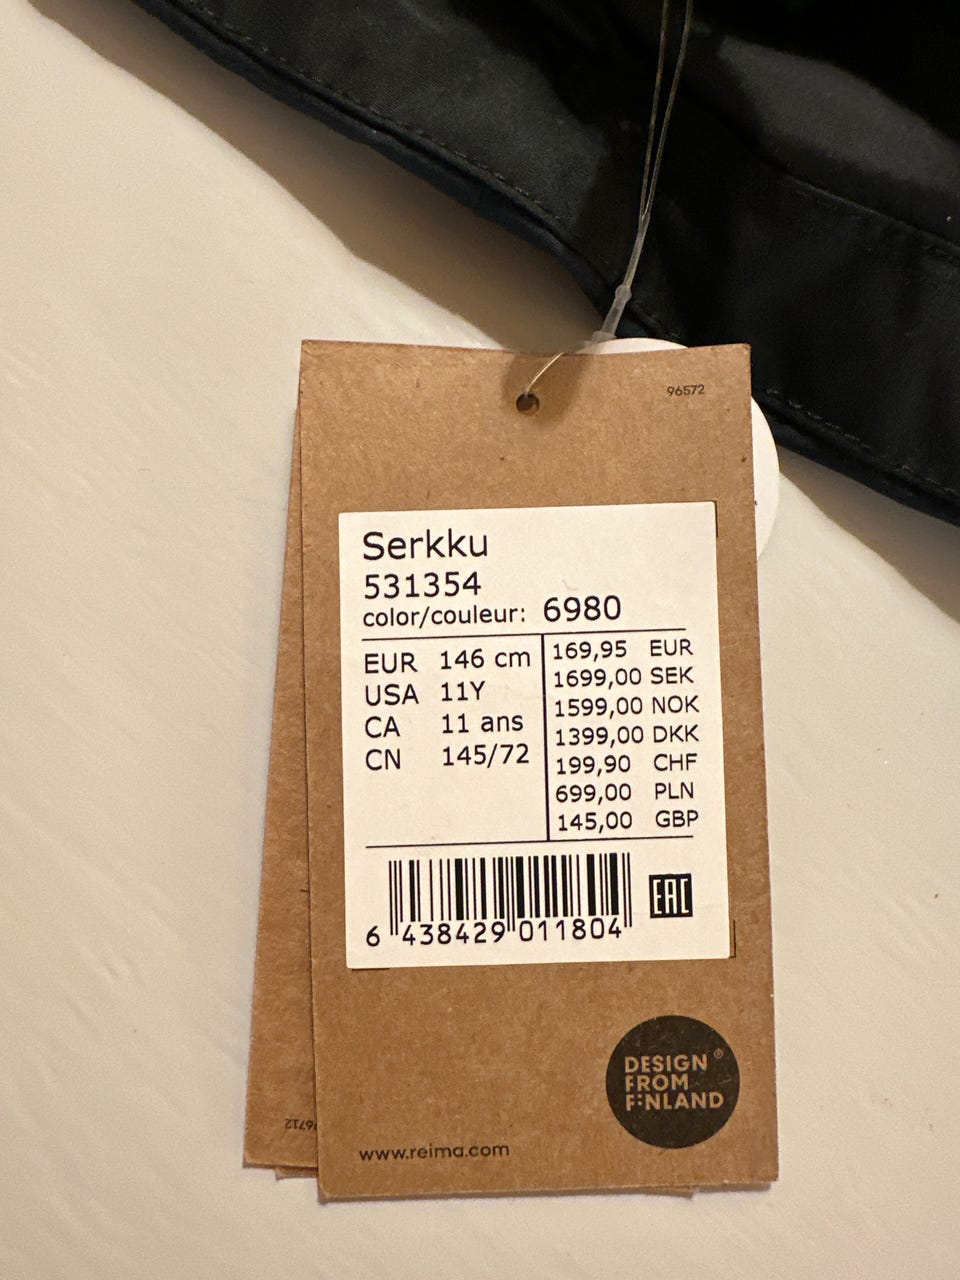 96572
Serkku
531354
color/couleur: 6980
EUR 146 cm
USA 11Y
CA 11 ans
CN 145/72
169,95 EUR
1699,00 SEK
1599,00 NOK
1399,00 DKK
199,90 CHF
699,00 PLN
145,00 GBP
EAC
6 438429 011804
DESIGN ®
FROM
FINLAND
www.reima.com